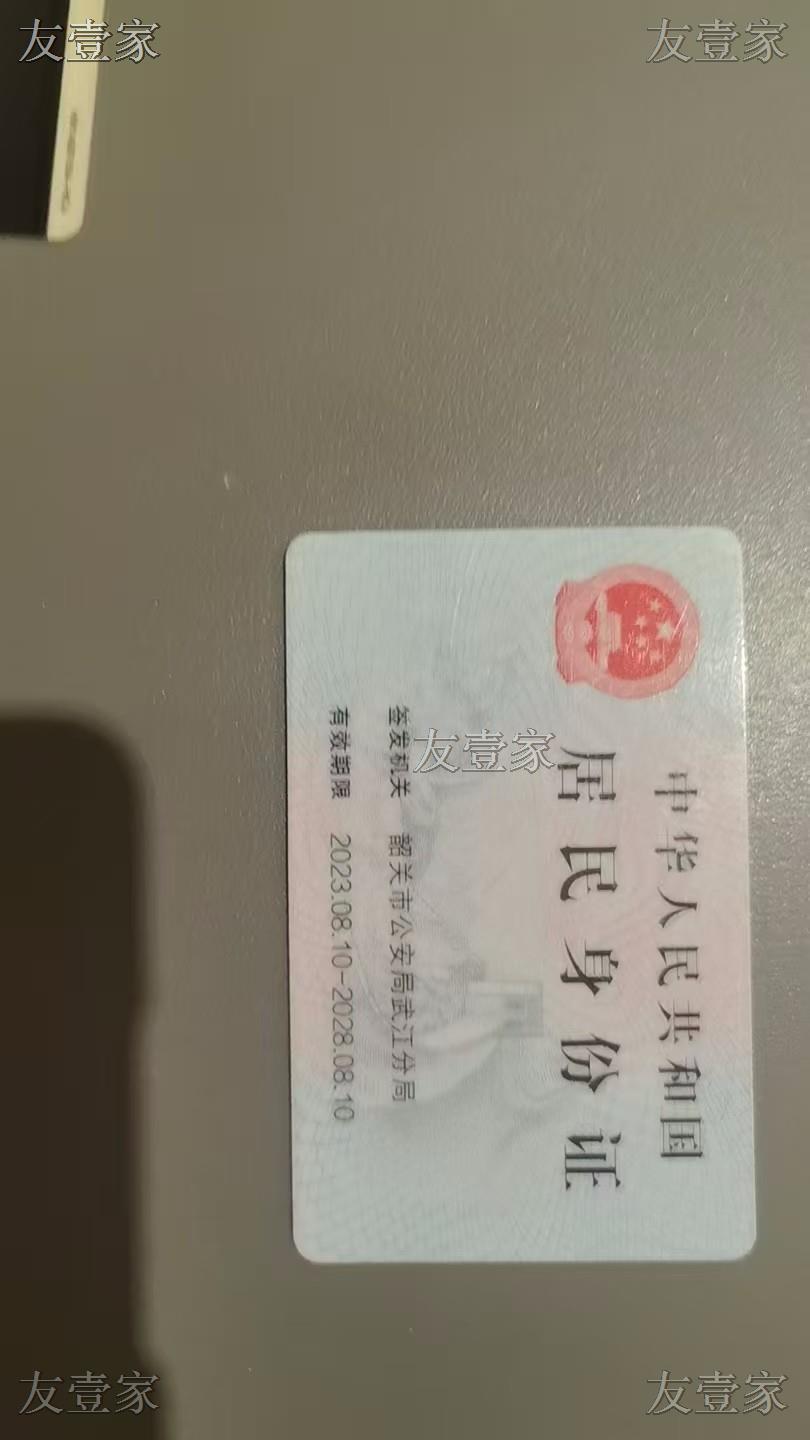 友壹家
友壹家
中华人民共和国
居民身份证
友壹家
签发机关 韶关市公安局武江分局
有效期限 2023.08.10-2028.08.10
友壹家
友壹家